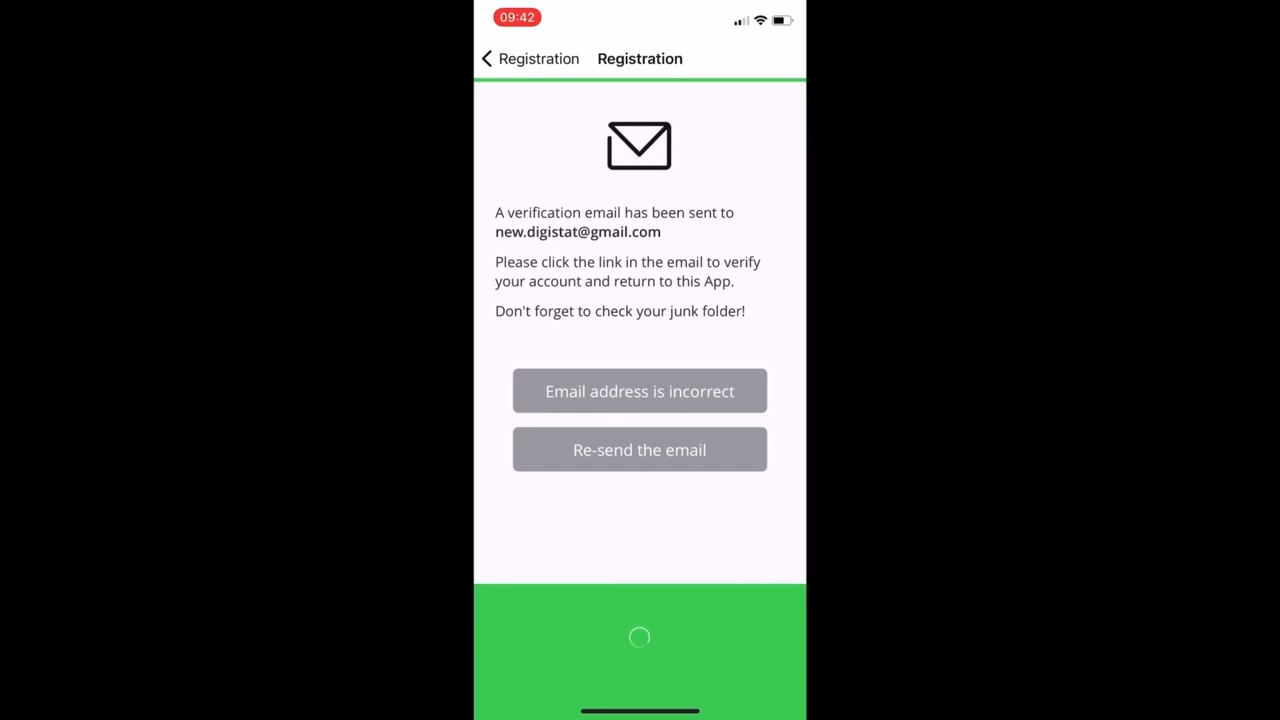 09:42
Registration Registration
A verification email has been sent to
new.digistat@gmail.com
Please click the link in the email to verify
your account and return to this App.
Don't forget to check your junk folder!
Email address is incorrect
Re-send the email